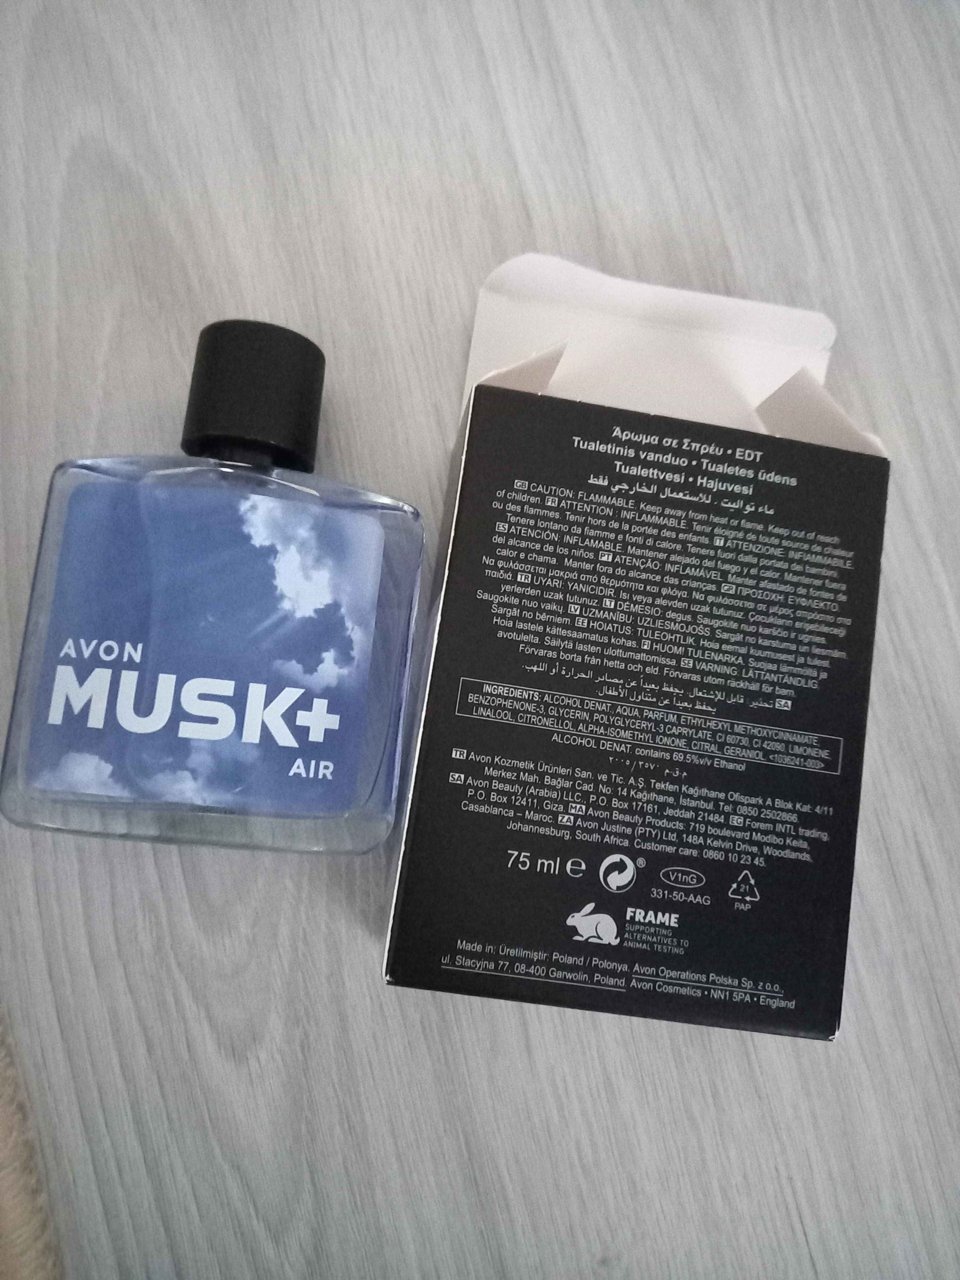 AVON
MUSK+
AIR
Άρωμα σε Σπρέυ • EDT
Tualetinis vanduo • Tualetes ūdens
Tualettvesi • Hajuvesi
ماء تواليت - للاستعمال الخارجي فقط
GB CAUTION: FLAMMABLE. Keep away from heat or flame. Keep out of reach
of children. FR ATTENTION : INFLAMMABLE. Tenir éloigné de toute source de chaleur
ou des flammes. Tenir hors de la portée des enfants. IT ATTENZIONE: INFIAMMABILE.
Tenere lontano da fiamme e fonti di calore. Tenere fuori dalla portata dei bambini.
ES ATENCIÓN: INFLAMABLE. Mantener alejado del fuego y el calor. Mantener fuera
del alcance de los niños. PT ATENÇÃO: INFLAMÁVEL. Manter afastado de fontes de
calor e chama. Manter fora do alcance das crianças. GR ΠΡΟΣΟΧΗ: ΕΥΦΛΕΚΤΟ.
Να φυλάσσεται μακριά από θερμότητα και φλόγα. Να φυλάσσεται σε μέρος απρόσιτο στα
παιδιά. TR UYARI: YANICIDIR. Isı veya alevden uzak tutunuz. Çocukların erişebileceği
yerlerden uzak tutunuz. LT DĖMESIO: degus. Saugokite nuo karščio ir ugnies.
Saugokite nuo vaikų. LV UZMANĪBU: UZLIESMOJOŠS. Sargāt no karstuma un liesmām.
Sargāt no bērniem. EE HOIATUS: TULEOHTLIK. Hoia eemal kuumusest ja tulest.
Hoia lastele kättesaamatus kohas. FI HUOM! TULENARKA. Suojaa lämmöltä ja
avotulelta. Säilytä lasten ulottumattomissa. SE VARNING: LÄTTANTÄNDLIG.
Förvaras borta från hetta och eld. Förvaras utom räckhåll för barn.
SA تحذير: قابل للإشتعال. يحفظ بعيداً عن مصادر الحرارة أو اللهب.
يحفظ بعيداً عن متناول الأطفال.
INGREDIENTS: ALCOHOL DENAT., AQUA, PARFUM, ETHYLHEXYL METHOXYCINNAMATE,
BENZOPHENONE-3, GLYCERIN, POLYGLYCERYL-3 CAPRYLATE, CI 60730, CI 42090, LIMONENE,
LINALOOL, CITRONELLOL, ALPHA-ISOMETHYL IONONE, CITRAL, GERANIOL. <1036241-003>
ALCOHOL DENAT. contains 69.5%v/v Ethanol
م.ق.م ٣٥٧٠ / ٢٠٠٥
TR Avon Kozmetik Ürünleri San. ve Tic. A.Ş. Tekfen Kağıthane Ofispark A Blok Kat: 4/11
Merkez Mah. Bağlar Cad. No: 14 Kağıthane, İstanbul. Tel: 0850 2502866.
SA Avon Beauty (Arabia) LLC., P.O. Box 17161, Jeddah 21484. EG Forem INTL trading,
P.O. Box 12411, Giza. MA Avon Beauty Products: 719 boulevard Modibo Keita,
Casablanca – Maroc. ZA Avon Justine (PTY) Ltd, 148A Kelvin Drive, Woodlands,
Johannesburg, South Africa. Customer care: 0860 10 23 45.
75 ml ℮ ® V1nG 21
331-50-AAG PAP
FRAME
SUPPORTING
ALTERNATIVES TO
ANIMAL TESTING
Made in: Üretilmiştir: Poland / Polonya. Avon Operations Polska Sp. z o.o.,
ul. Stacyjna 77, 08-400 Garwolin, Poland. Avon Cosmetics • NN1 5PA • England